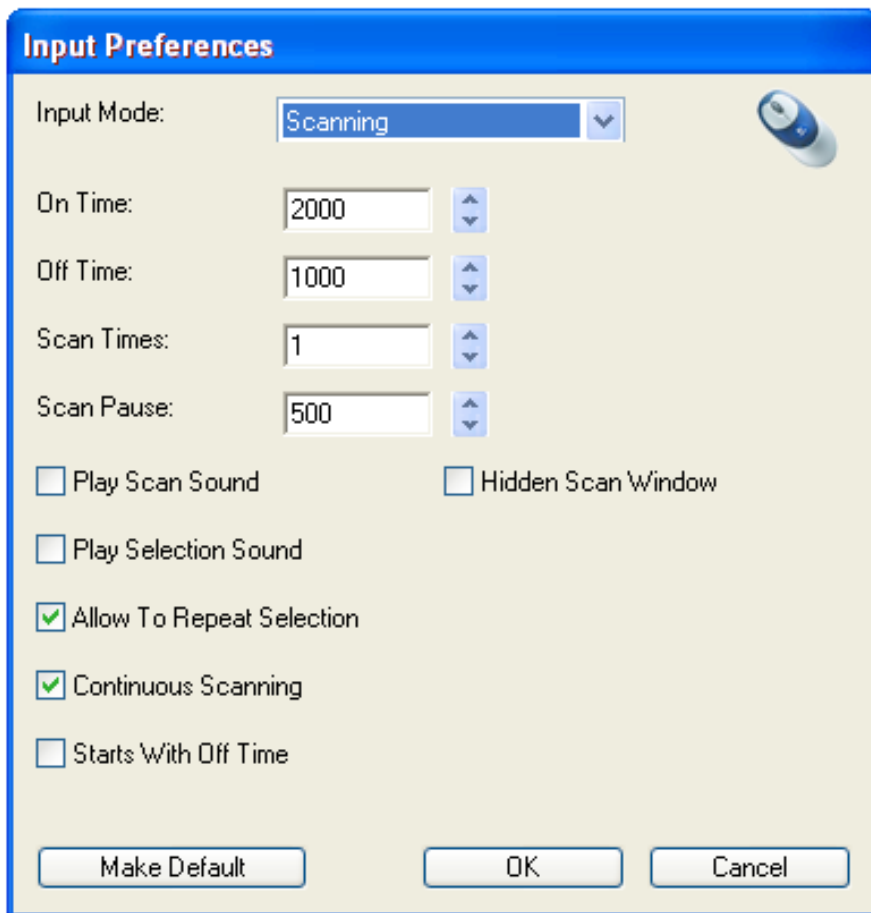 Input Preferences
Input Mode: Scanning
On Time: 2000
Off Time: 1000
Scan Times: 1
Scan Pause: 500
Play Scan Sound Hidden Scan Window
Play Selection Sound
Allow To Repeat Selection
Continuous Scanning
Starts With Off Time
Make Default OK Cancel